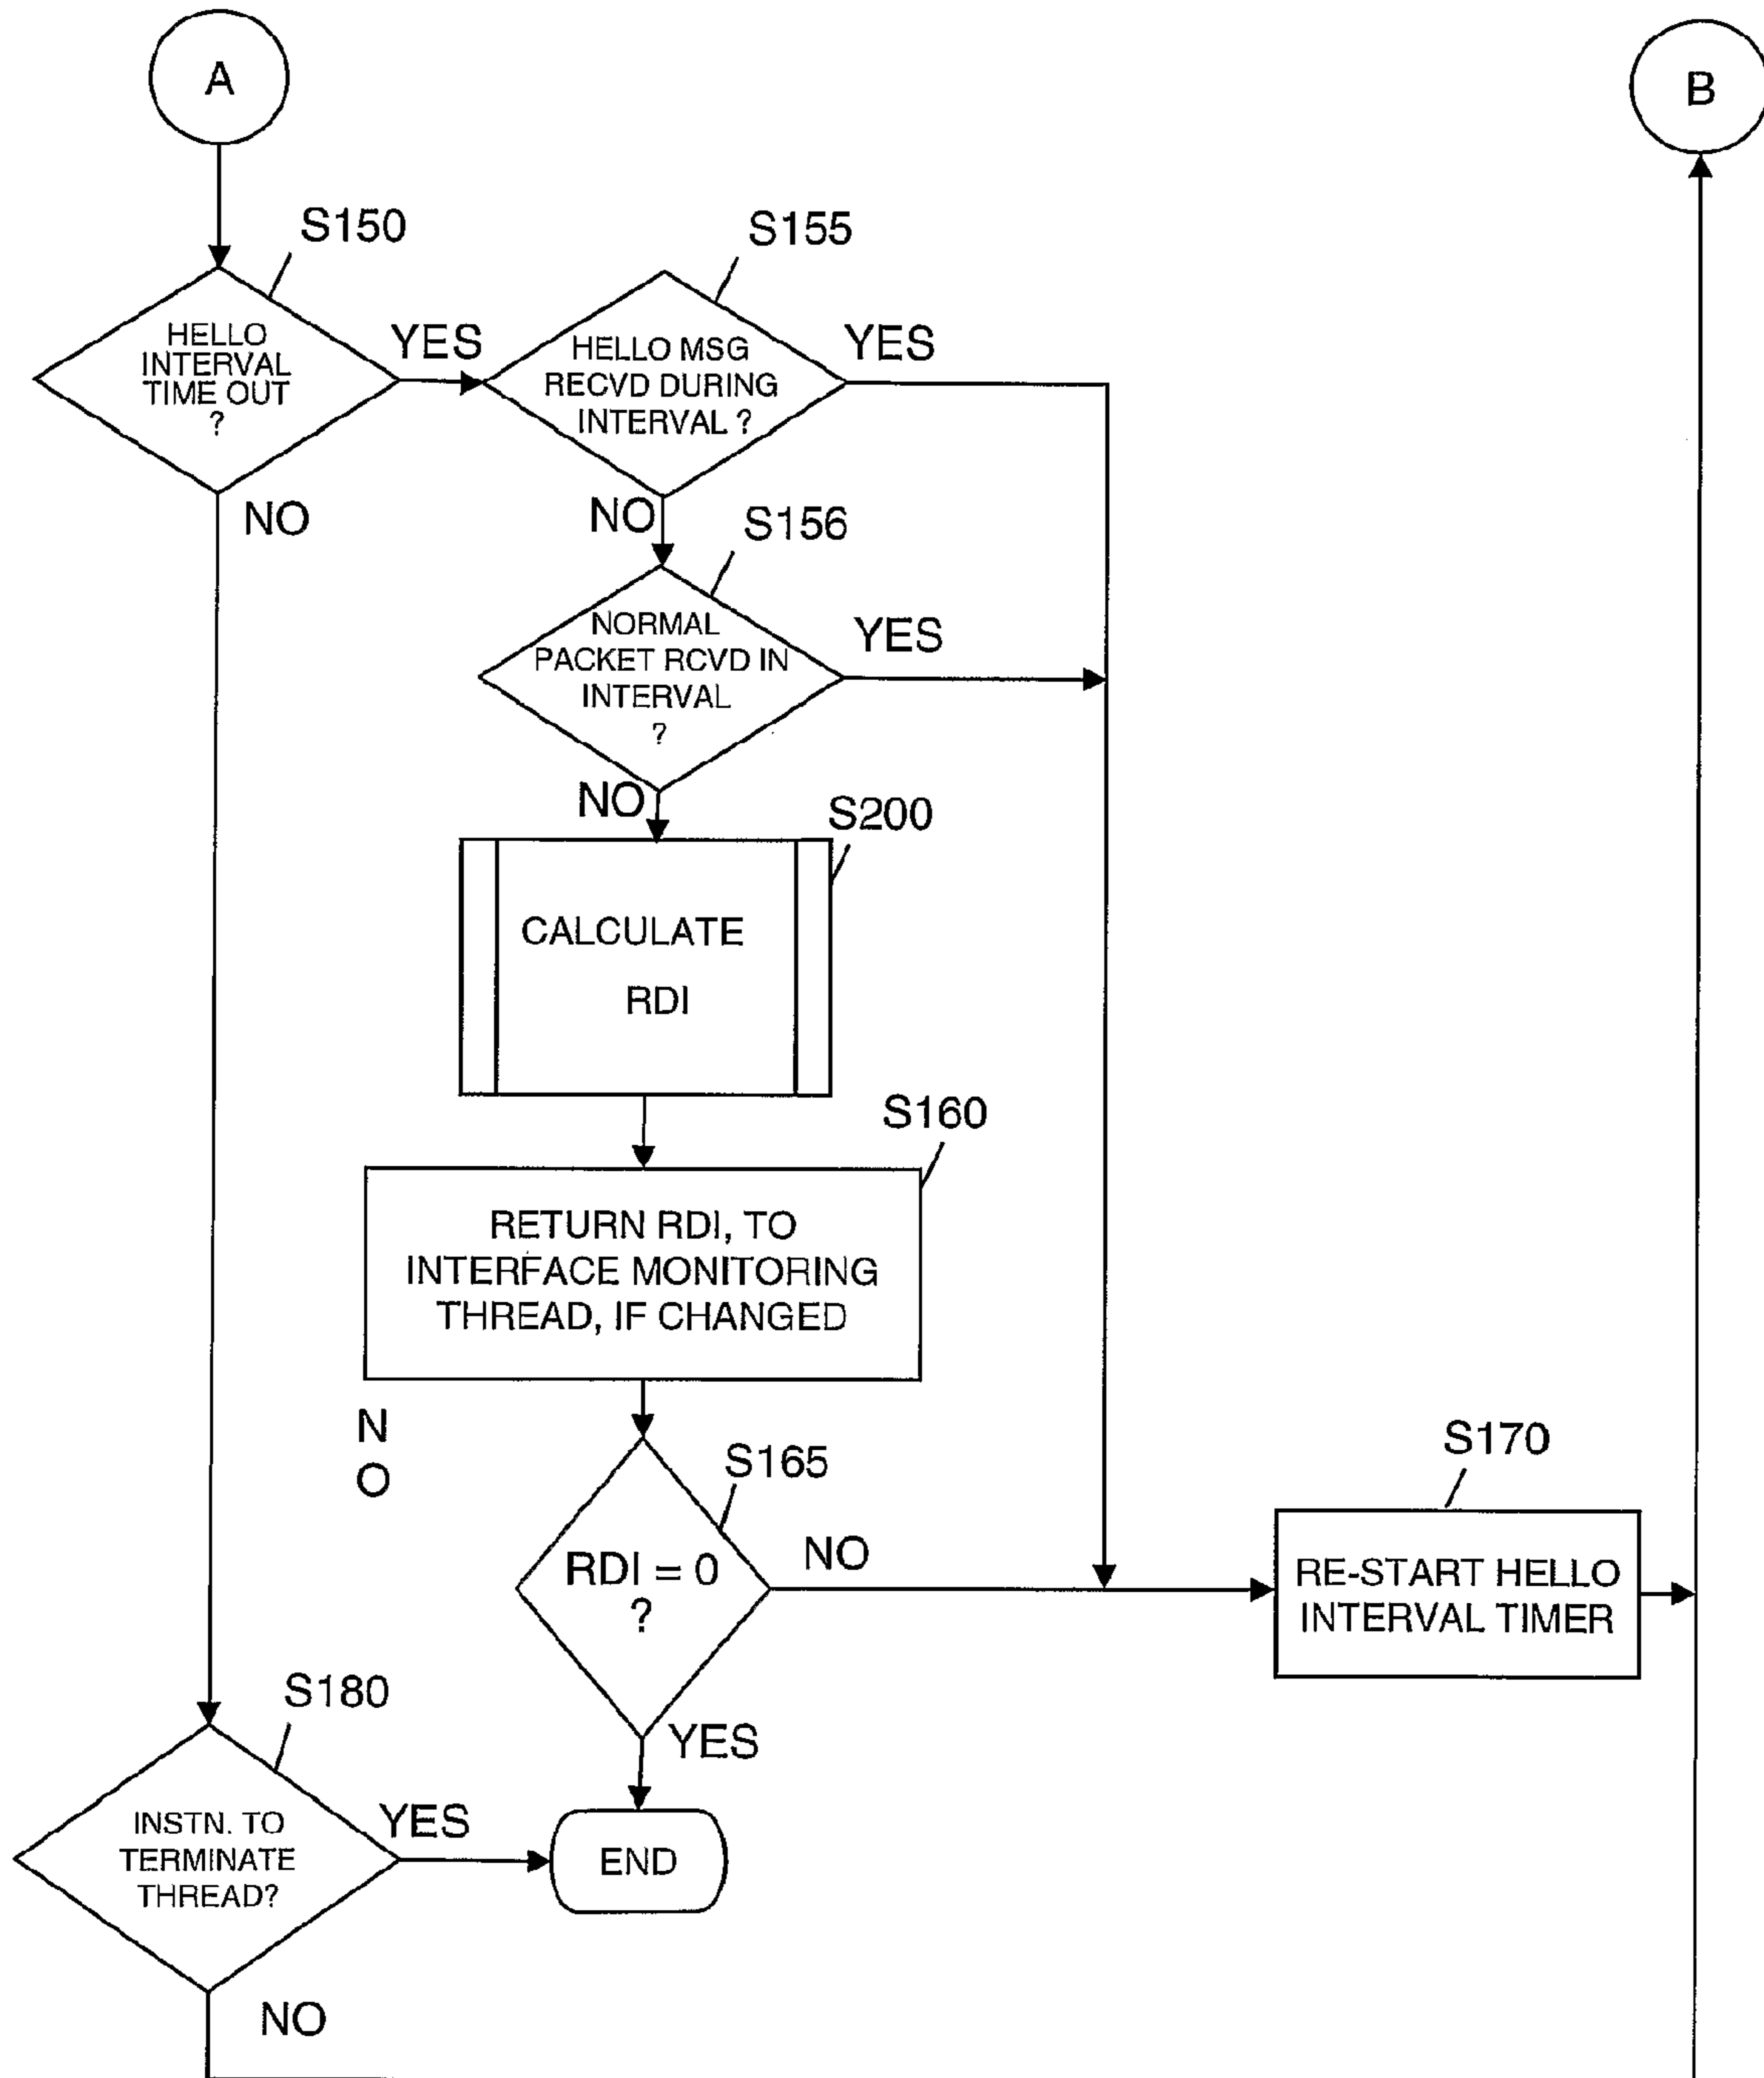 A
B
S150
S155
HELLO
INTERVAL
TIME OUT
?
YES
HELLO MSG
RECVD DURING
INTERVAL ?
YES
NO
NO
S156
NORMAL
PACKET RCVD IN
INTERVAL
?
YES
NO
S200
CALCULATE
RDI
S160
RETURN RDI, TO
INTERFACE MONITORING
THREAD, IF CHANGED
N
O
S165
RDI = 0
?
NO
S170
RE-START HELLO
INTERVAL TIMER
YES
S180
INSTN. TO
TERMINATE
THREAD?
YES
END
NO